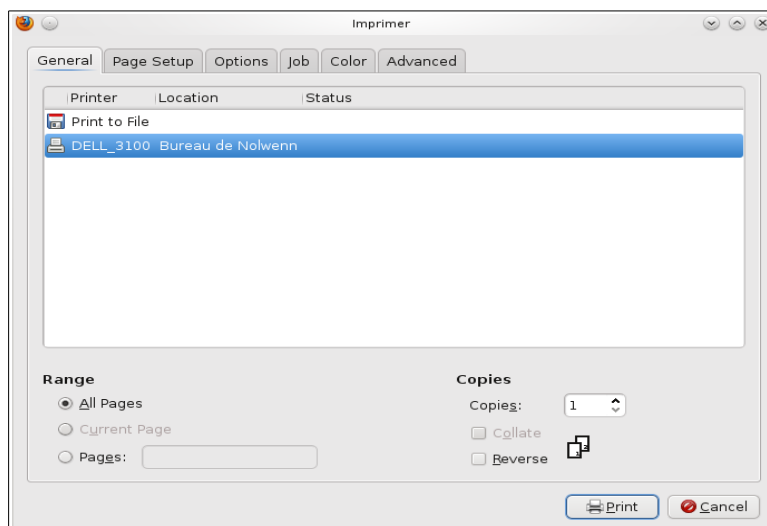 Imprimer
General Page Setup Options Job Color Advanced
Printer Location Status
Print to File
DELL_3100 Bureau de Nolwenn
Range
All Pages
Current Page
Pages:
Copies
Copies: 1
Collate
Reverse
Print Cancel